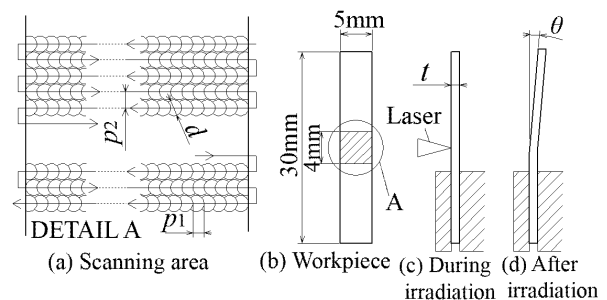 p2
d
p1
DETAIL A
(a) Scanning area
5mm
30mm
4mm
A
(b) Workpiece
t
Laser
(c) During
irradiation
θ
(d) After
irradiation